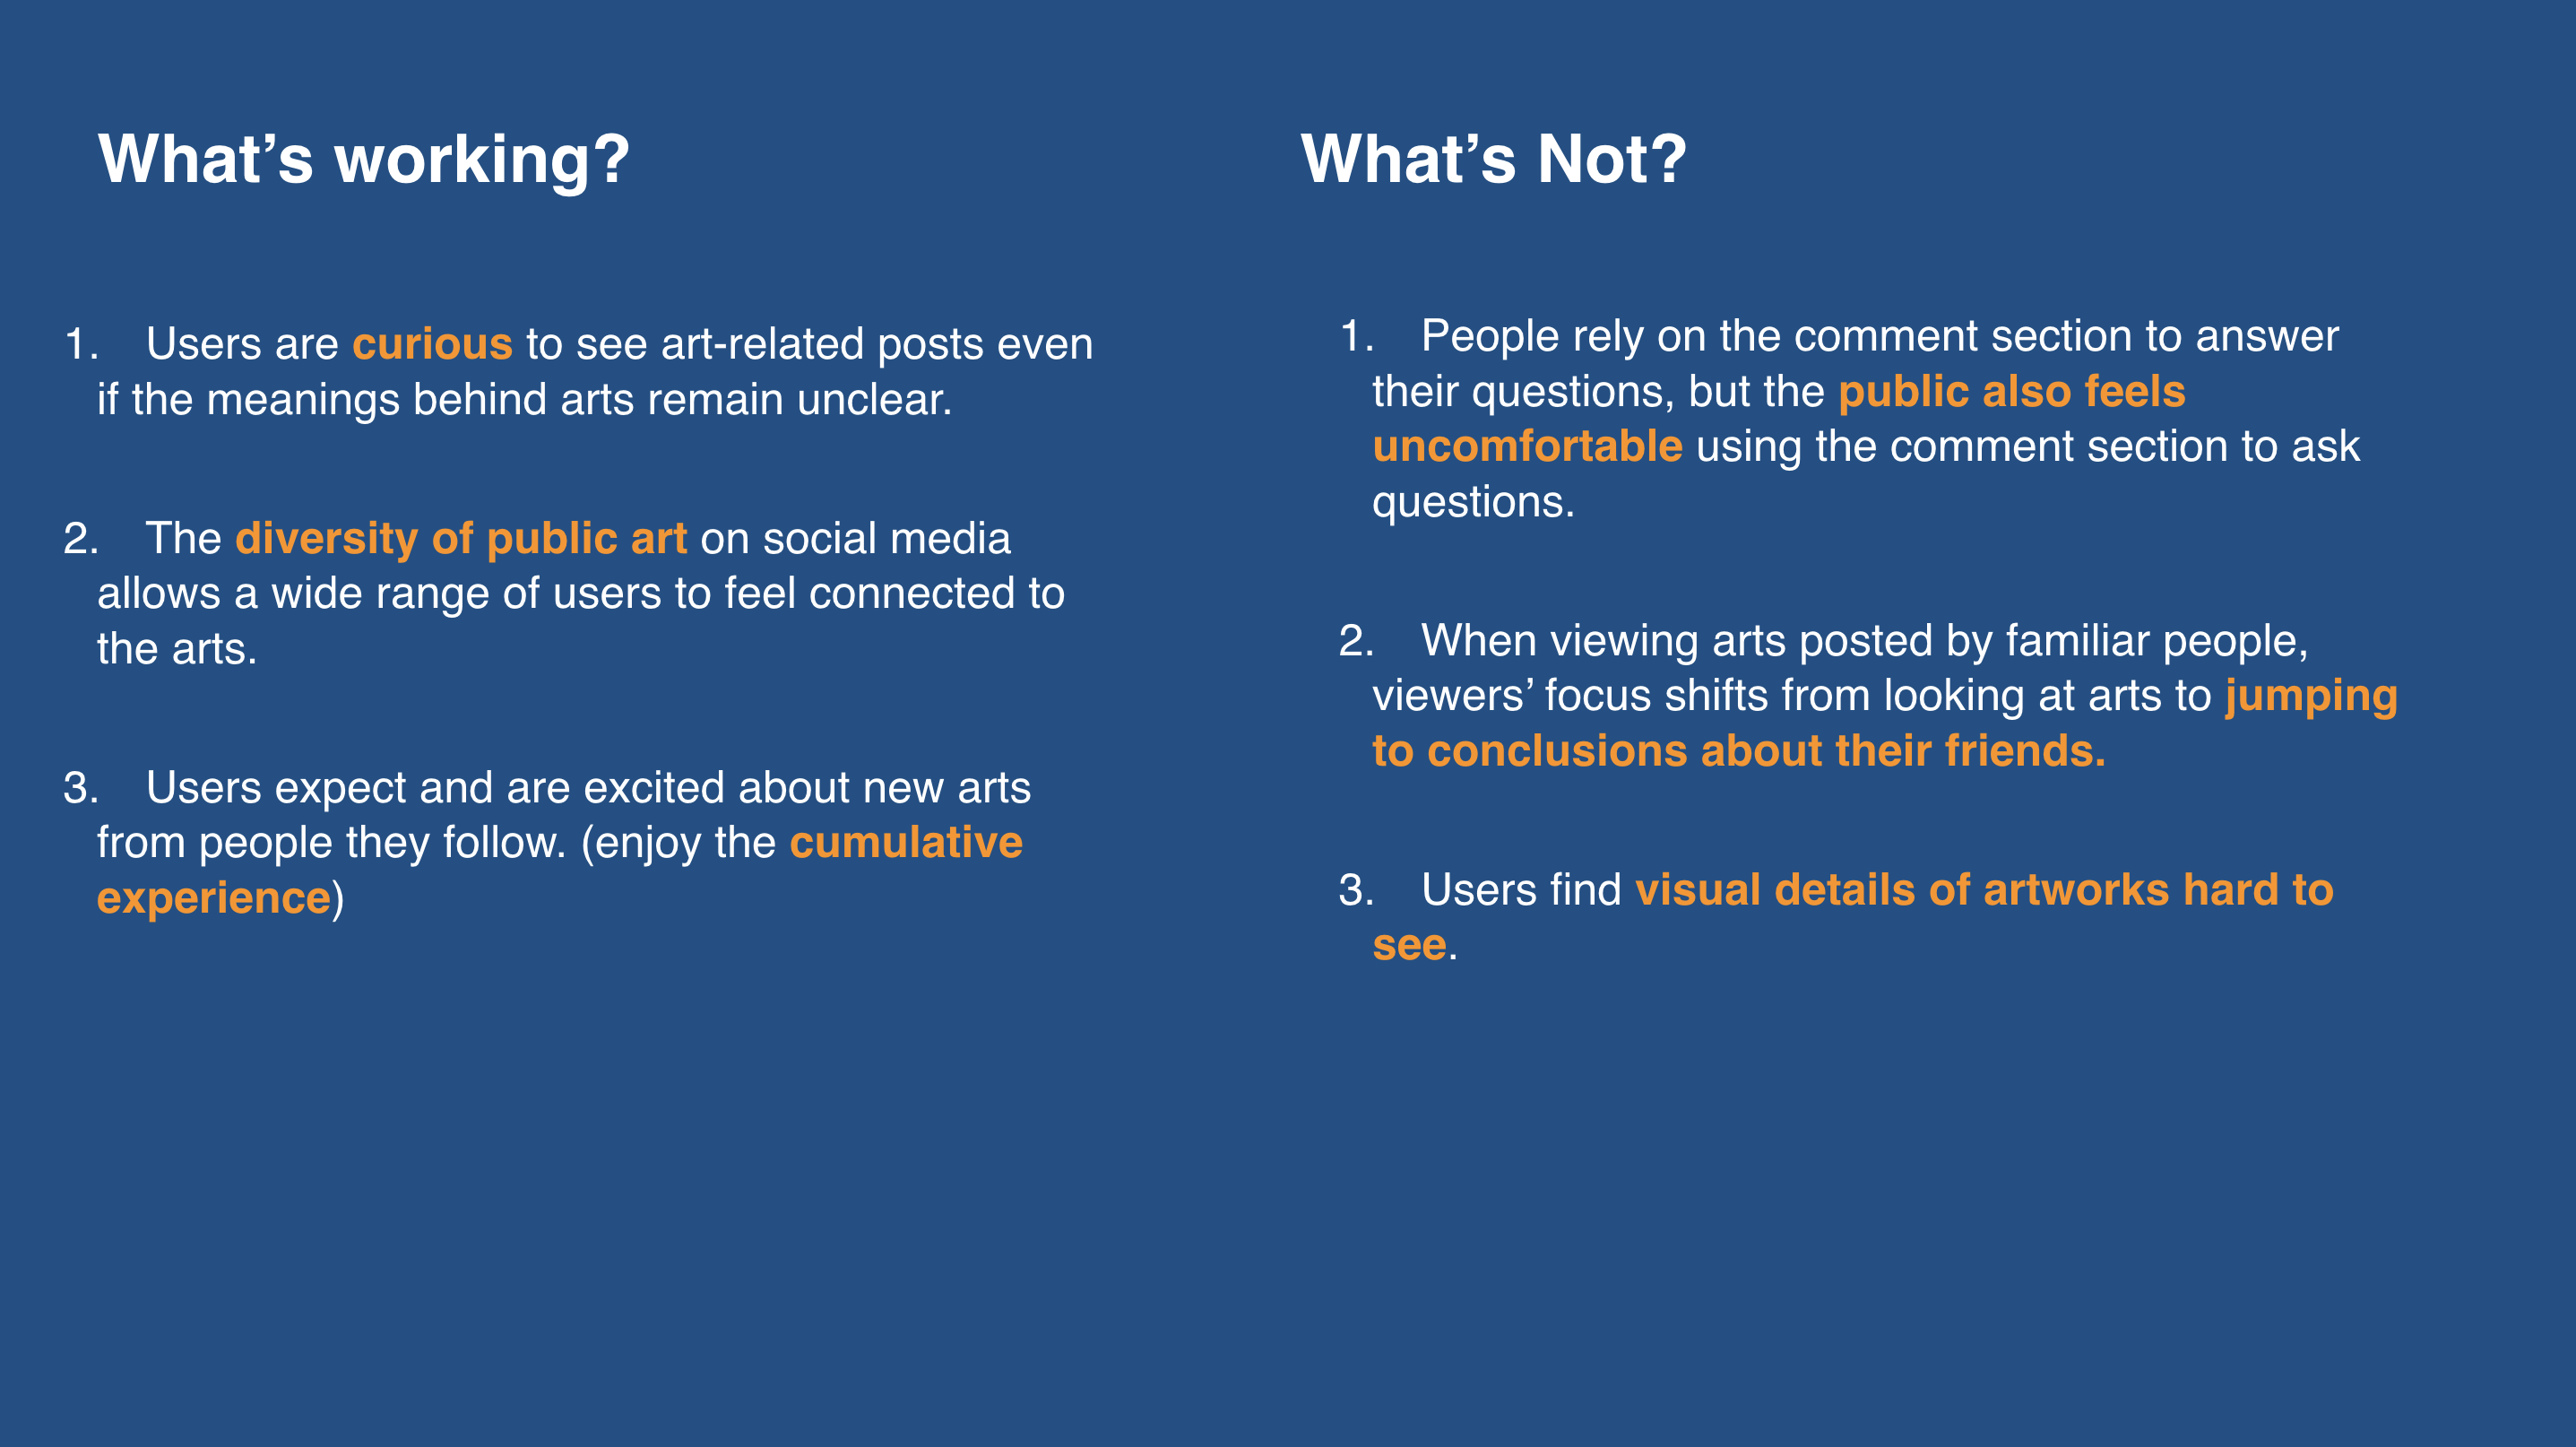 What’s working?
1. Users are curious to see art-related posts even
if the meanings behind arts remain unclear.
2. The diversity of public art on social media
allows a wide range of users to feel connected to
the arts.
3. Users expect and are excited about new arts
from people they follow. (enjoy the cumulative
experience)
What’s Not?
1. People rely on the comment section to answer
their questions, but the public also feels
uncomfortable using the comment section to ask
questions.
2. When viewing arts posted by familiar people,
viewers’ focus shifts from looking at arts to jumping
to conclusions about their friends.
3. Users find visual details of artworks hard to
see.